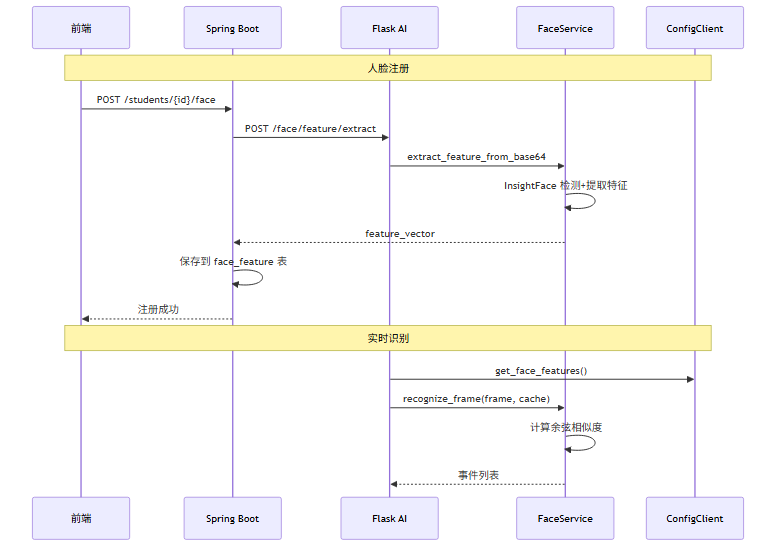 前端
Spring Boot
Flask AI
FaceService
ConfigClient
人脸注册
POST /students/{id}/face
POST /face/feature/extract
extract_feature_from_base64
InsightFace 检测+提取特征
feature_vector
保存到 face_feature 表
注册成功
实时识别
get_face_features()
recognize_frame(frame, cache)
计算余弦相似度
事件列表
前端
Spring Boot
Flask AI
FaceService
ConfigClient